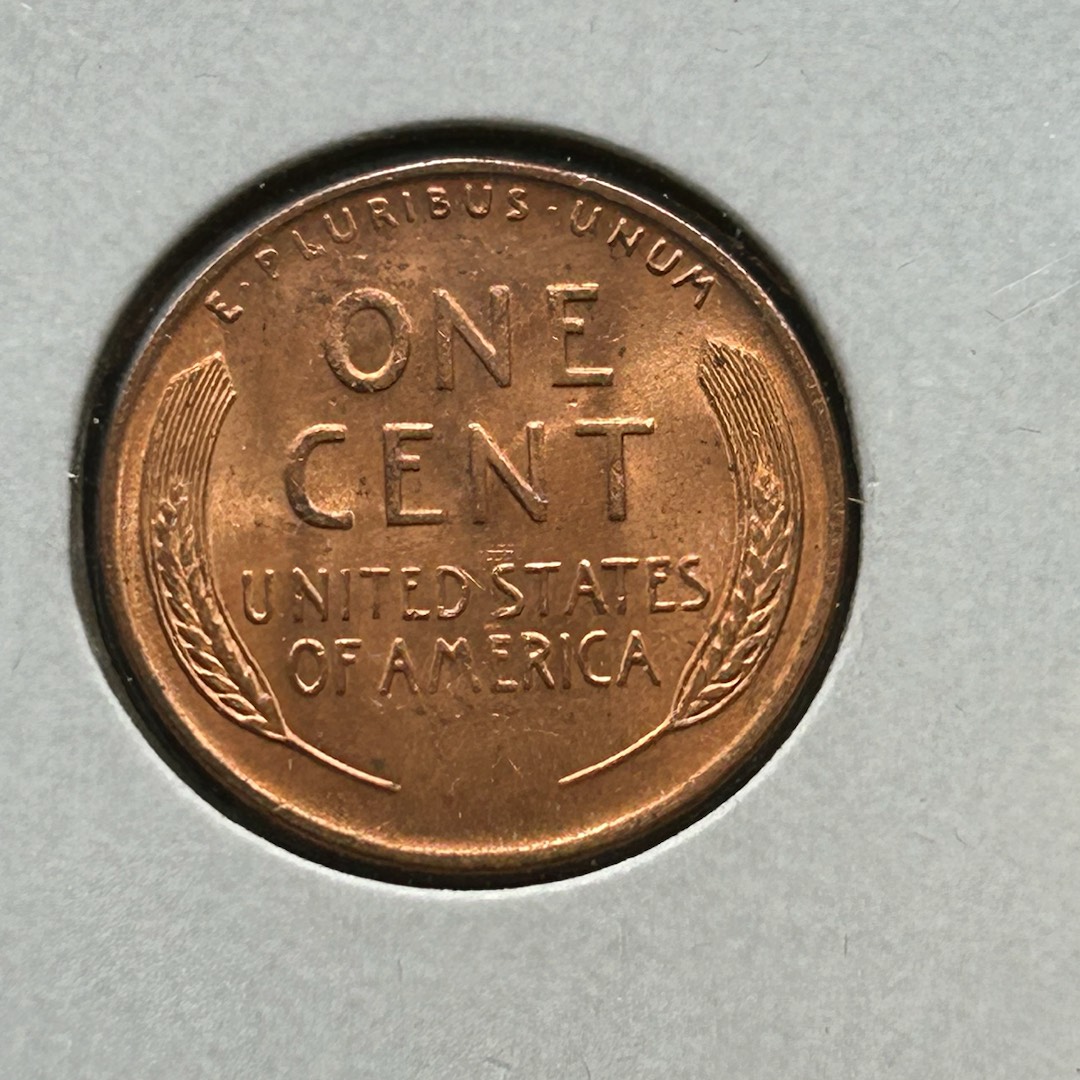 E·PLURIBUS·UNUM
ONE
CENT
UNITED STATES
OF AMERICA